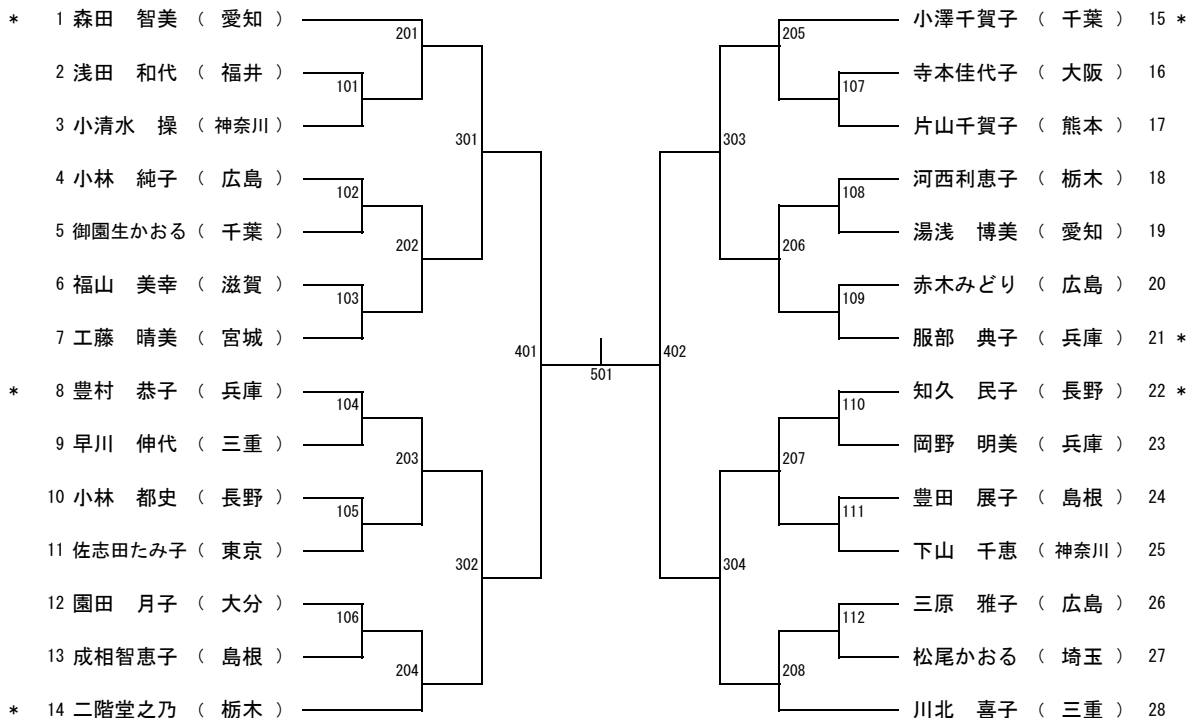 * 1 森田 智美 （ 愛知 ）
201
2 浅田 和代 （ 福井 ）
101
3 小清水 操 （ 神奈川 ）
301
4 小林 純子 （ 広島 ）
102
5 御園生かおる （ 千葉 ）
202
6 福山 美幸 （ 滋賀 ）
103
7 工藤 晴美 （ 宮城 ）
401
* 8 豊村 恭子 （ 兵庫 ）
104
9 早川 伸代 （ 三重 ）
203
10 小林 都史 （ 長野 ）
105
11 佐志田たみ子 （ 東京 ）
302
12 園田 月子 （ 大分 ）
106
13 成相智恵子 （ 島根 ）
204
* 14 二階堂之乃 （ 栃木 ）
501
小澤千賀子 （ 千葉 ） 15 *
205
寺本佳代子 （ 大阪 ） 16
107
片山千賀子 （ 熊本 ） 17
303
河西利恵子 （ 栃木 ） 18
108
湯浅 博美 （ 愛知 ） 19
206
赤木みどり （ 広島 ） 20
109
服部 典子 （ 兵庫 ） 21 *
402
知久 民子 （ 長野 ） 22 *
110
岡野 明美 （ 兵庫 ） 23
207
豊田 展子 （ 島根 ） 24
111
下山 千恵 （ 神奈川 ） 25
304
三原 雅子 （ 広島 ） 26
112
松尾かおる （ 埼玉 ） 27
208
川北 喜子 （ 三重 ） 28